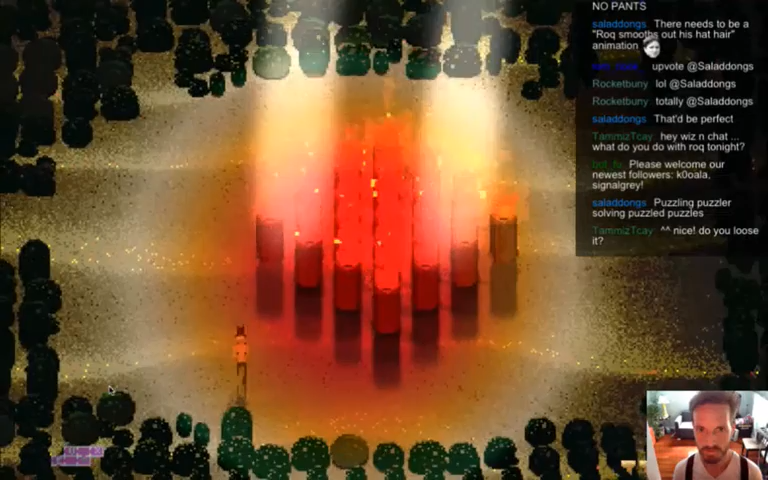 NO PANTS
saladdongs There needs to be a
"Roq smooths out his hat hair"
animation
upvote @Saladdongs
Rocketbuny lol @Saladdongs
Rocketbuny totally @Saladdongs
saladdongs That'd be perfect
TammizTcay hey wiz n chat ...
what do you do with roq tonight?
Please welcome our
newest followers: k0oala,
signalgrey!
saladdongs Puzzling puzzler
solving puzzled puzzles
TammizTcay ^^ nice! do you loose
it?